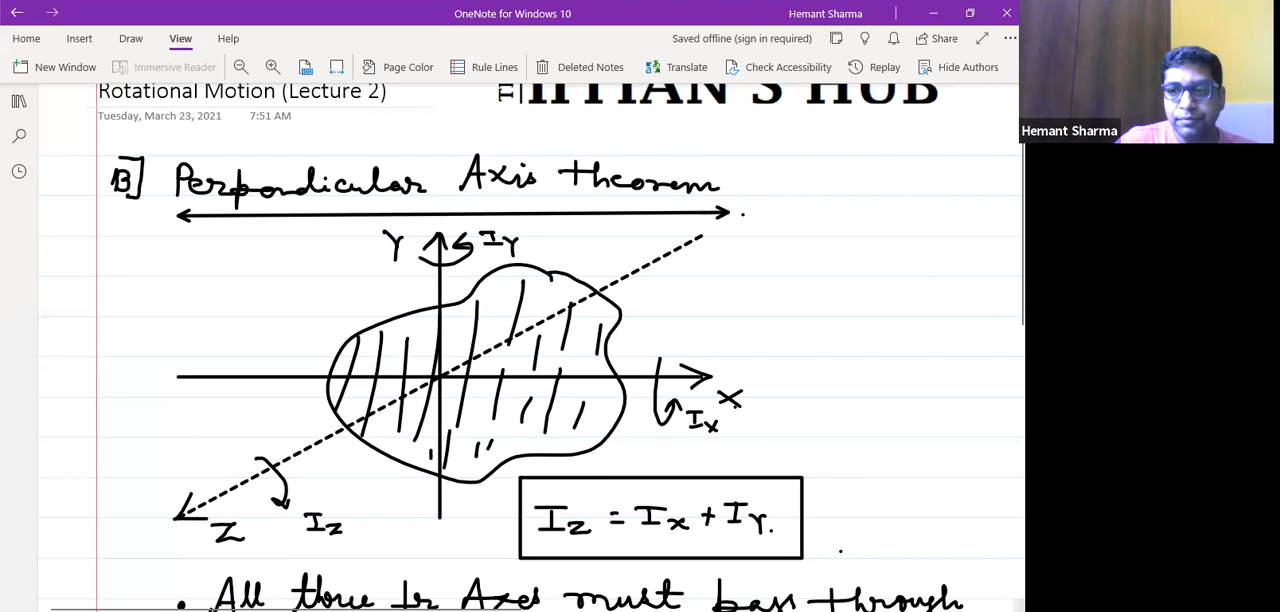 OneNote for Windows 10
Hemant Sharma
Home Insert Draw View Help
Saved offline (sign in required) Share
New Window Immersive Reader Page Color Rule Lines Deleted Notes Translate Check Accessibility Replay Hide Authors
Rotational Motion (Lecture 2)
IITIAN'S HUB
Tuesday, March 23, 2021 7:51 AM
Hemant Sharma
B] Perpendicular Axis theorem
Y IY
X
Ix
Z Iz
Iz = Ix + IY.
• All three Axes must pass through